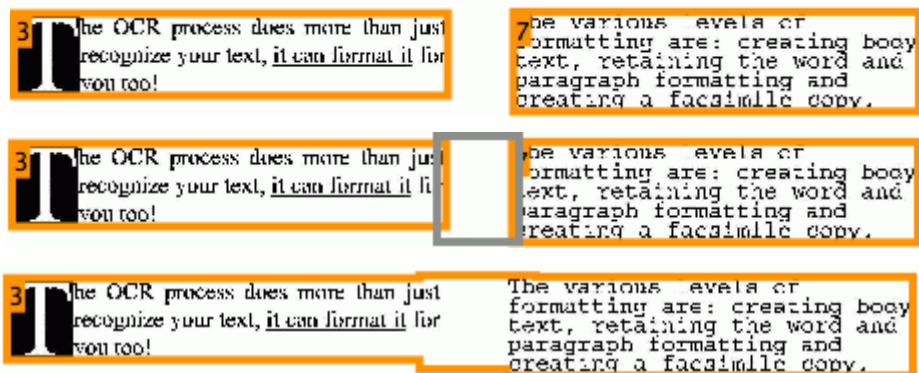 3
The OCR process does more than just
recognize your text, it can format it for
you too!
7
The various levels of
formatting are: creating body
text, retaining the word and
paragraph formatting and
creating a facsimile copy.
3
The OCR process does more than just
recognize your text, it can format it for
you too!
The various levels of
formatting are: creating body
text, retaining the word and
paragraph formatting and
creating a facsimile copy.
3
The OCR process does more than just
recognize your text, it can format it for
you too!
The various levels of
formatting are: creating body
text, retaining the word and
paragraph formatting and
creating a facsimile copy.